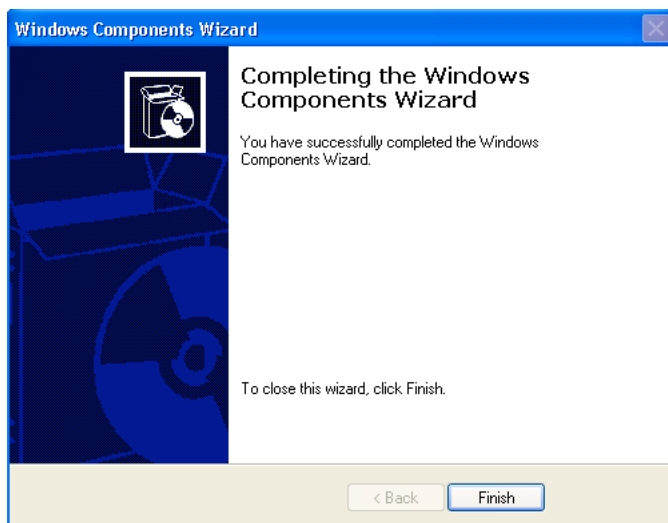 Windows Components Wizard
Completing the Windows
Components Wizard
You have successfully completed the Windows
Components Wizard.
To close this wizard, click Finish.
< Back
Finish